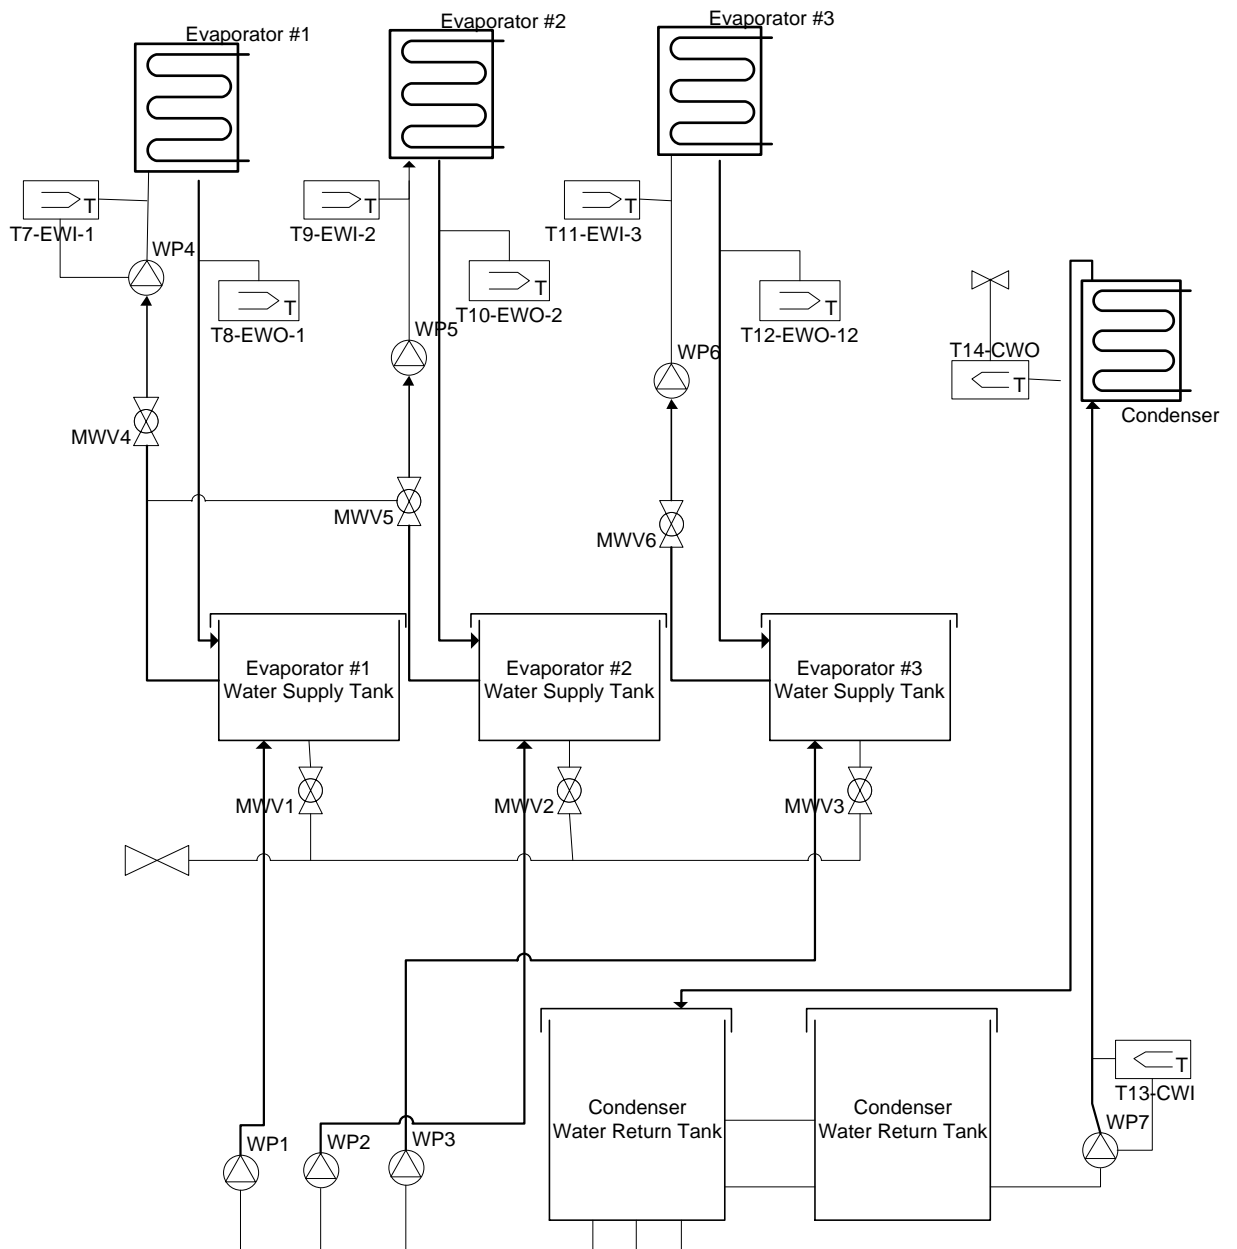 Evaporator #1
Evaporator #2
Evaporator #3
T
T7-EWI-1
T
T9-EWI-2
T
T11-EWI-3
WP4
T
T8-EWO-1
T
T10-EWO-2
T
T12-EWO-12
WP5
WP6
T14-CWO
T
Condenser
MWV4
MWV5
MWV6
Evaporator #1
Water Supply Tank
Evaporator #2
Water Supply Tank
Evaporator #3
Water Supply Tank
MWV1
MWV2
MWV3
T
T13-CWI
Condenser
Water Return Tank
Condenser
Water Return Tank
WP1
WP2
WP3
WP7